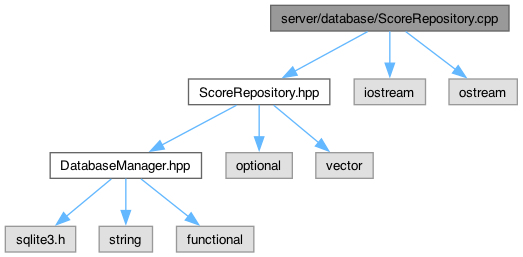 server/database/ScoreRepository.cpp
ScoreRepository.hpp
iostream
ostream
DatabaseManager.hpp
optional
vector
sqlite3.h
string
functional